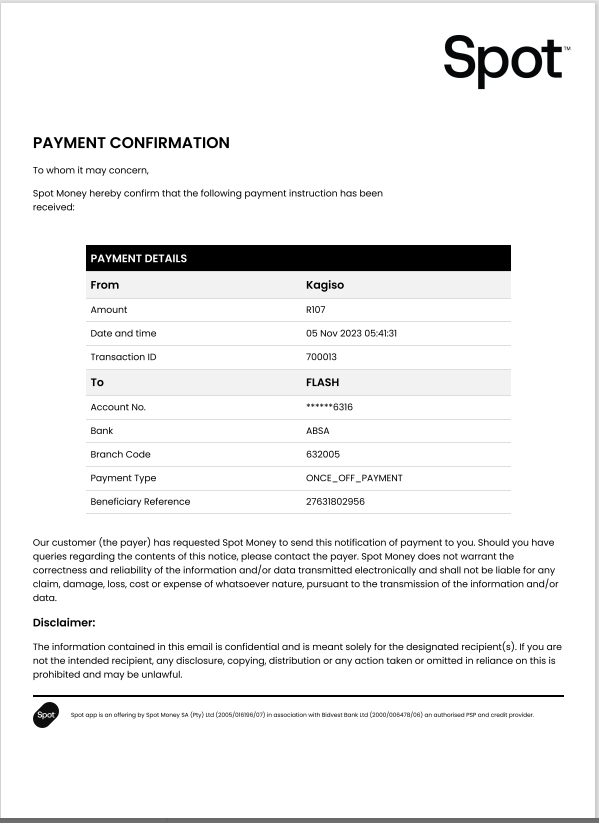 Spot™
PAYMENT CONFIRMATION
To whom it may concern,
Spot Money hereby confirm that the following payment instruction has been
received:
PAYMENT DETAILS
From Kagiso
Amount R107
Date and time 05 Nov 2023 05:41:31
Transaction ID 700013
To FLASH
Account No. ******6316
Bank ABSA
Branch Code 632005
Payment Type ONCE_OFF_PAYMENT
Beneficiary Reference 27631802956
Our customer (the payer) has requested Spot Money to send this notification of payment to you. Should you have
queries regarding the contents of this notice, please contact the payer. Spot Money does not warrant the
correctness and reliability of the information and/or data transmitted electronically and shall not be liable for any
claim, damage, loss, cost or expense of whatsoever nature, pursuant to the transmission of the information and/or
data.
Disclaimer:
The information contained in this email is confidential and is meant solely for the designated recipient(s). If you are
not the intended recipient, any disclosure, copying, distribution or any action taken or omitted in reliance on this is
prohibited and may be unlawful.
Spot Spot app is an offering by Spot Money SA (Pty) Ltd (2005/016196/07) in association with Bidvest Bank Ltd (2000/006478/06) an authorised PSP and credit provider.